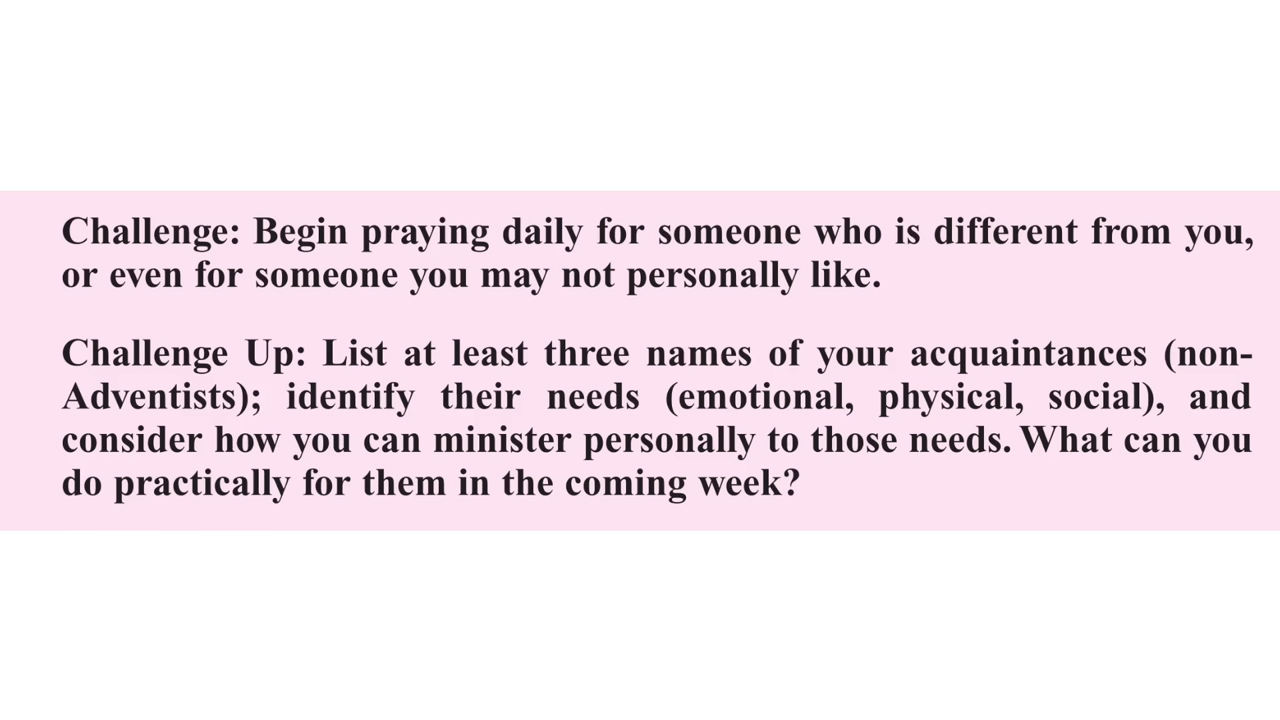 Challenge: Begin praying daily for someone who is different from you,
or even for someone you may not personally like.
Challenge Up: List at least three names of your acquaintances (non-
Adventists); identify their needs (emotional, physical, social), and
consider how you can minister personally to those needs. What can you
do practically for them in the coming week?